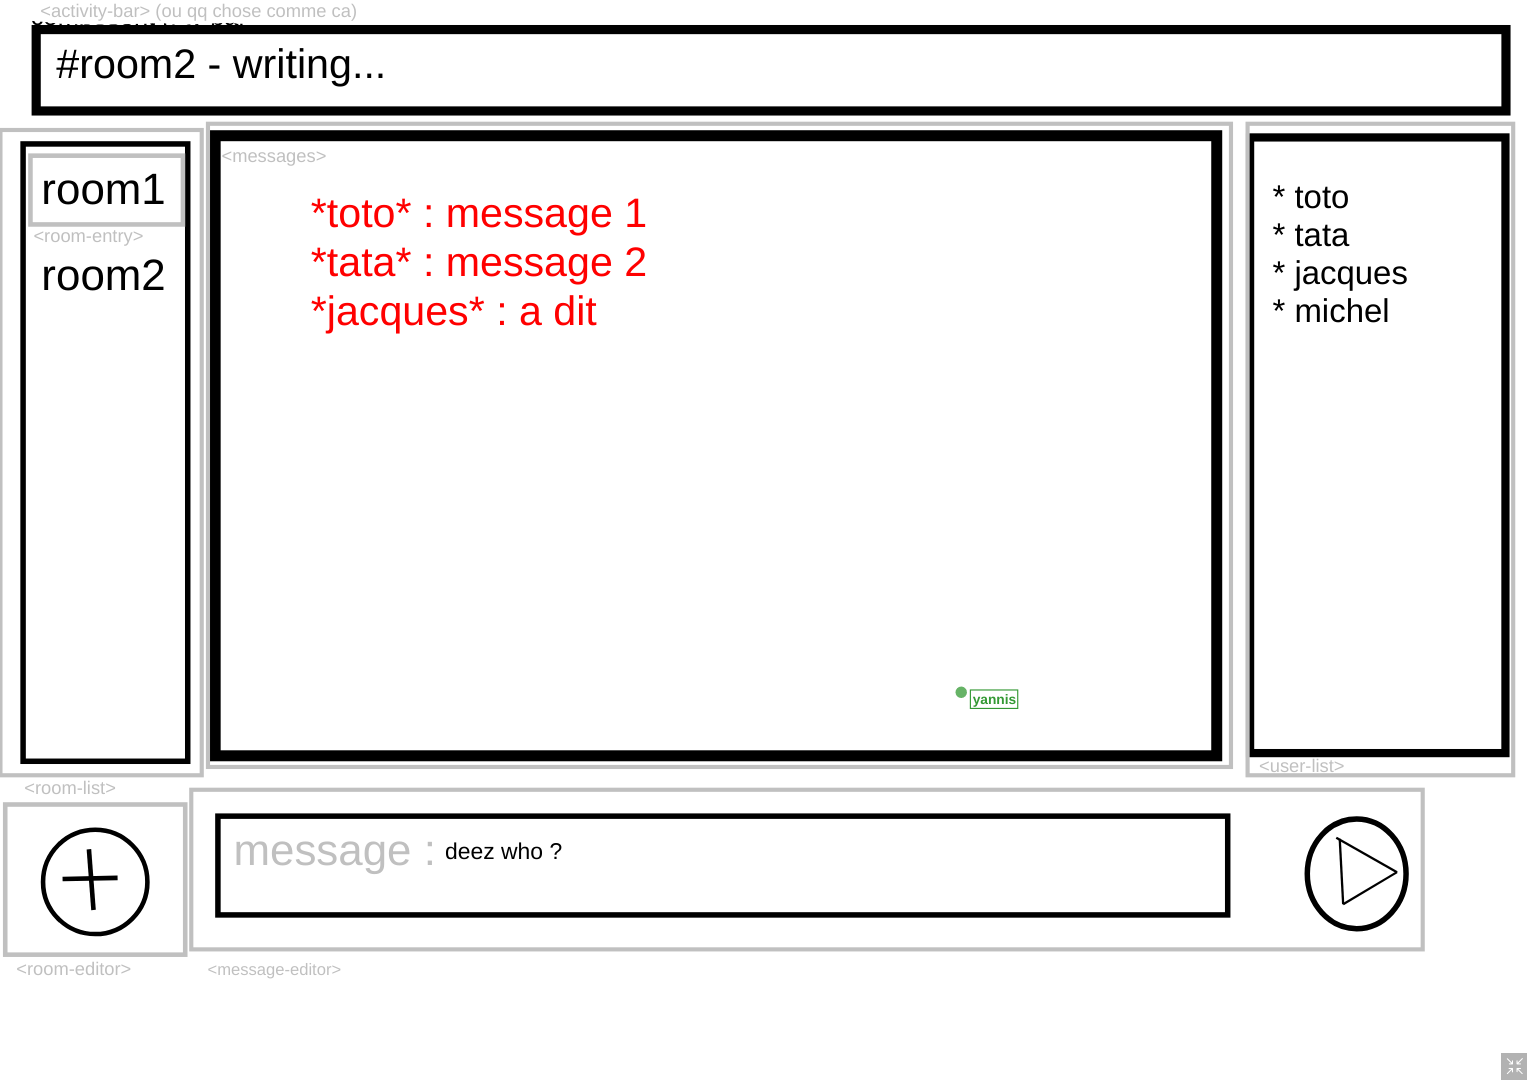 <activity-bar> (ou qq chose comme ca)
#room2 - writing...
room1
<room-entry>
room2
<room-list>
<messages>
*toto* : message 1
*tata* : message 2
*jacques* : a dit
yannis
* toto
* tata
* jacques
* michel
<user-list>
message : deez who ?
<room-editor>
<message-editor>